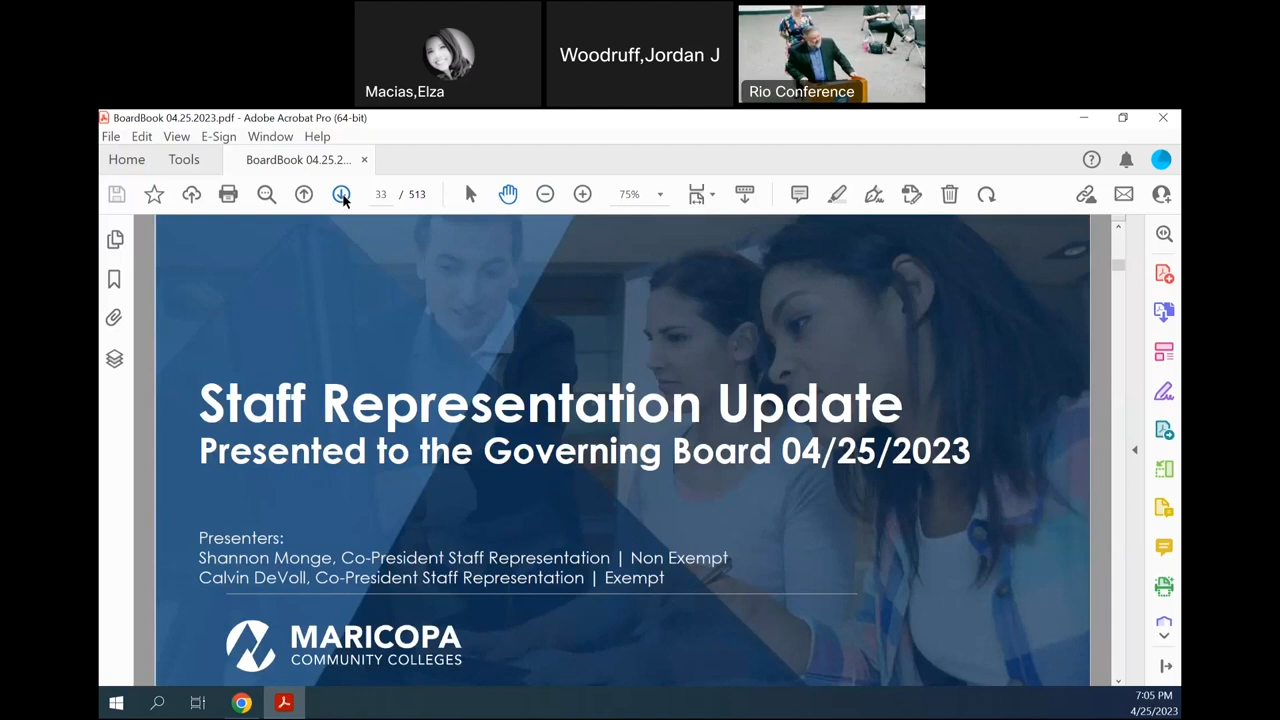 Woodruff,Jordan J
Macias,Elza
Rio Conference
BoardBook 04.25.2023.pdf - Adobe Acrobat Pro (64-bit)
File Edit View E-Sign Window Help
Home Tools BoardBook 04.25.2... ×
33 / 513 75%
Staff Representation Update
Presented to the Governing Board 04/25/2023
Presenters:
Shannon Monge, Co-President Staff Representation | Non Exempt
Calvin DeVoll, Co-President Staff Representation | Exempt
MARICOPA
COMMUNITY COLLEGES
7:05 PM
4/25/2023